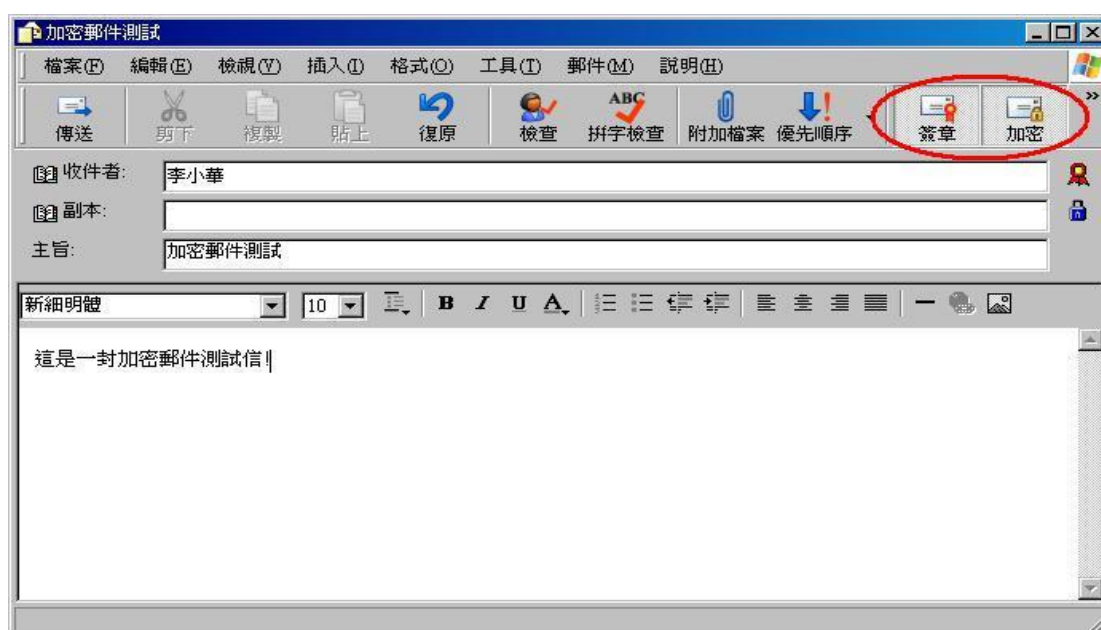 加密郵件測試
檔案(F) 編輯(E) 檢視(V) 插入(I) 格式(O) 工具(T) 郵件(M) 說明(H)
傳送 剪下 複製 貼上 復原 檢查 ABC 拼字檢查 附加檔案 優先順序 簽章 加密 »
收件者: 李小華
副本:
主旨: 加密郵件測試
新細明體 10 B I U A
這是一封加密郵件測試信!